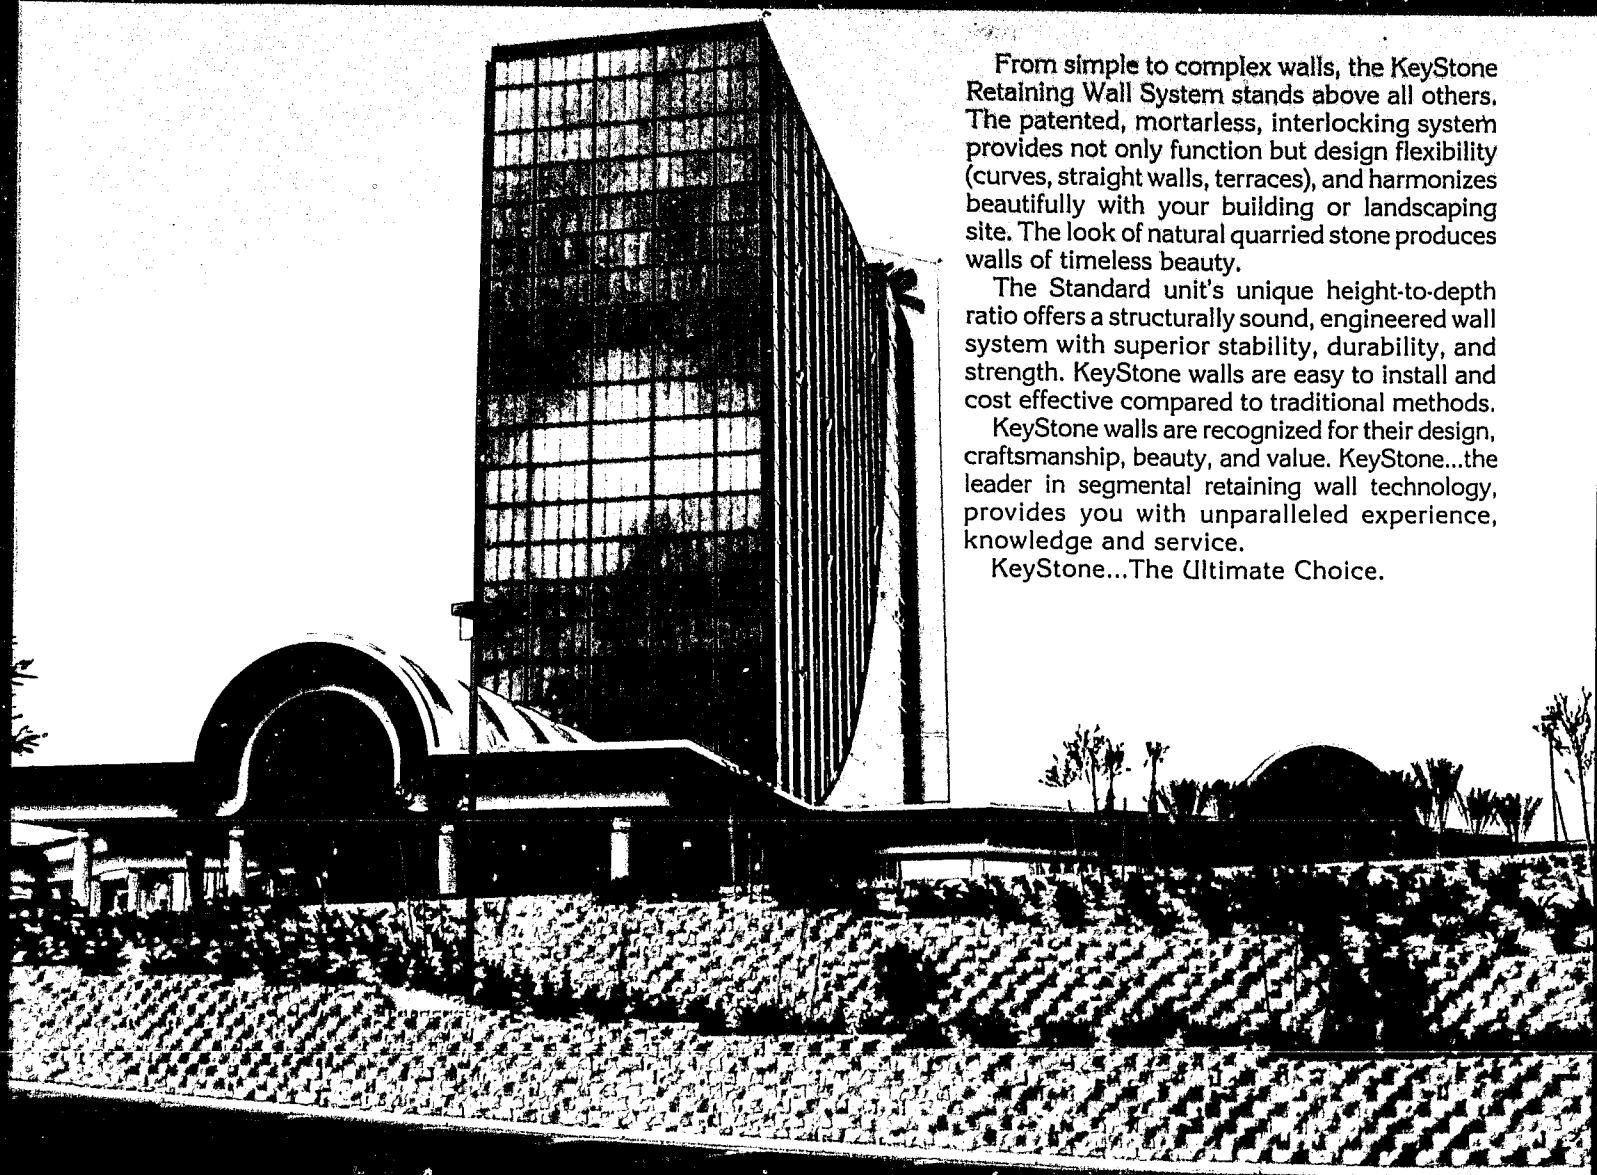 From simple to complex walls, the KeyStone
Retaining Wall System stands above all others.
The patented, mortarless, interlocking system
provides not only function but design flexibility
(curves, straight walls, terraces), and harmonizes
beautifully with your building or landscaping
site. The look of natural quarried stone produces
walls of timeless beauty.
The Standard unit's unique height-to-depth
ratio offers a structurally sound, engineered wall
system with superior stability, durability, and
strength. KeyStone walls are easy to install and
cost effective compared to traditional methods.
KeyStone walls are recognized for their design,
craftsmanship, beauty, and value. KeyStone...the
leader in segmental retaining wall technology,
provides you with unparalleled experience,
knowledge and service.
KeyStone...The Ultimate Choice.